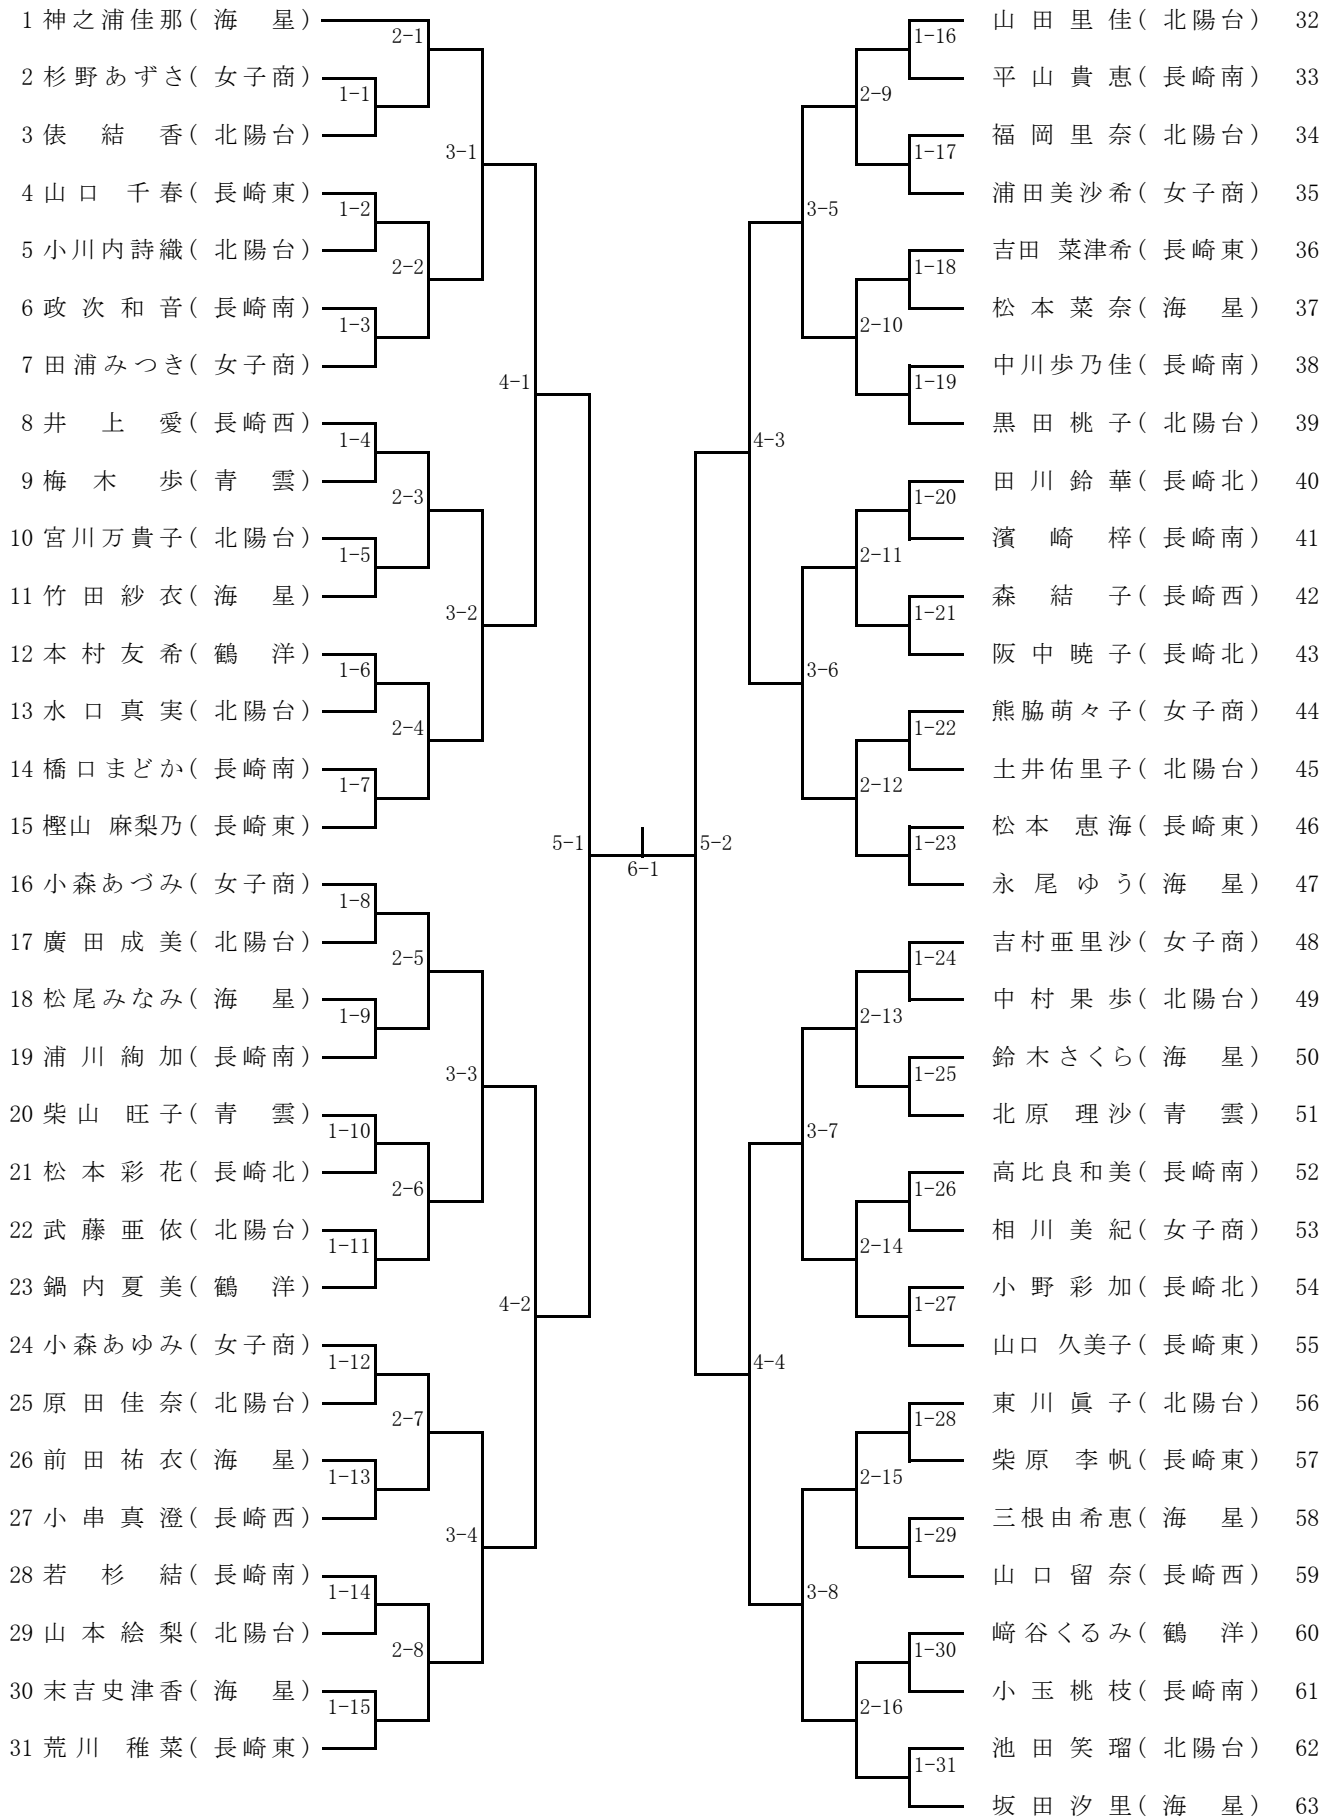 1 神之浦佳那( 海　星 )
2 杉野あずさ( 女子商 )
3 俵　結　香( 北陽台 )
4 山口　千春( 長崎東 )
5 小川内詩織( 北陽台 )
6 政 次 和 音( 長崎南 )
7 田浦みつき( 女子商 )
8 井　上　愛( 長崎西 )
9 梅　木　歩( 青　雲 )
10 宮川万貴子( 北陽台 )
11 竹 田 紗 衣( 海　星 )
12 本 村 友 希( 鶴　洋 )
13 水 口 真 実( 北陽台 )
14 橋口まどか( 長崎南 )
15 樫山 麻梨乃( 長崎東 )
16 小森あづみ( 女子商 )
17 廣 田 成 美( 北陽台 )
18 松尾みなみ( 海　星 )
19 浦 川 絢 加( 長崎南 )
20 柴山　旺子( 青　雲 )
21 松 本 彩 花( 長崎北 )
22 武 藤 亜 依( 北陽台 )
23 鍋 内 夏 美( 鶴　洋 )
24 小森あゆみ( 女子商 )
25 原 田 佳 奈( 北陽台 )
26 前 田 祐 衣( 海　星 )
27 小 串 真 澄( 長崎西 )
28 若　杉　結( 長崎南 )
29 山 本 絵 梨( 北陽台 )
30 末吉史津香( 海　星 )
31 荒川　稚菜( 長崎東 )
2-1
1-1
3-1
1-2
2-2
1-3
4-1
1-4
2-3
1-5
3-2
1-6
2-4
1-7
5-1
1-8
2-5
1-9
3-3
1-10
2-6
1-11
4-2
1-12
2-7
1-13
3-4
1-14
2-8
1-15
6-1
1-16
2-9
1-17
3-5
1-18
2-10
1-19
4-3
1-20
2-11
1-21
3-6
1-22
2-12
1-23
5-2
1-24
2-13
1-25
3-7
1-26
2-14
1-27
4-4
1-28
2-15
1-29
3-8
1-30
2-16
1-31
山 田 里 佳( 北陽台 ) 32
平 山 貴 恵( 長崎南 ) 33
福 岡 里 奈( 北陽台 ) 34
浦田美沙希( 女子商 ) 35
吉田 菜津希( 長崎東 ) 36
松 本 菜 奈( 海　星 ) 37
中川歩乃佳( 長崎南 ) 38
黒 田 桃 子( 北陽台 ) 39
田 川 鈴 華( 長崎北 ) 40
濱　崎　梓( 長崎南 ) 41
森　結　子( 長崎西 ) 42
阪 中 暁 子( 長崎北 ) 43
熊脇萌々子( 女子商 ) 44
土井佑里子( 北陽台 ) 45
松本　恵海( 長崎東 ) 46
永 尾 ゆ う( 海　星 ) 47
吉村亜里沙( 女子商 ) 48
中 村 果 歩( 北陽台 ) 49
鈴木さくら( 海　星 ) 50
北原　理沙( 青　雲 ) 51
高比良和美( 長崎南 ) 52
相 川 美 紀( 女子商 ) 53
小 野 彩 加( 長崎北 ) 54
山口 久美子( 長崎東 ) 55
東 川 眞 子( 北陽台 ) 56
柴原　李帆( 長崎東 ) 57
三根由希恵( 海　星 ) 58
山 口 留 奈( 長崎西 ) 59
﨑谷くるみ( 鶴　洋 ) 60
小 玉 桃 枝( 長崎南 ) 61
池 田 笑 瑠( 北陽台 ) 62
坂 田 汐 里( 海　星 ) 63